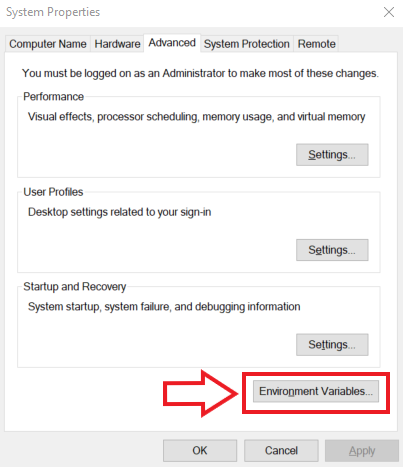 System Properties
Computer Name Hardware Advanced System Protection Remote
You must be logged on as an Administrator to make most of these changes.
Performance
Visual effects, processor scheduling, memory usage, and virtual memory
Settings...
User Profiles
Desktop settings related to your sign-in
Settings...
Startup and Recovery
System startup, system failure, and debugging information
Settings...
Environment Variables...
OK Cancel Apply